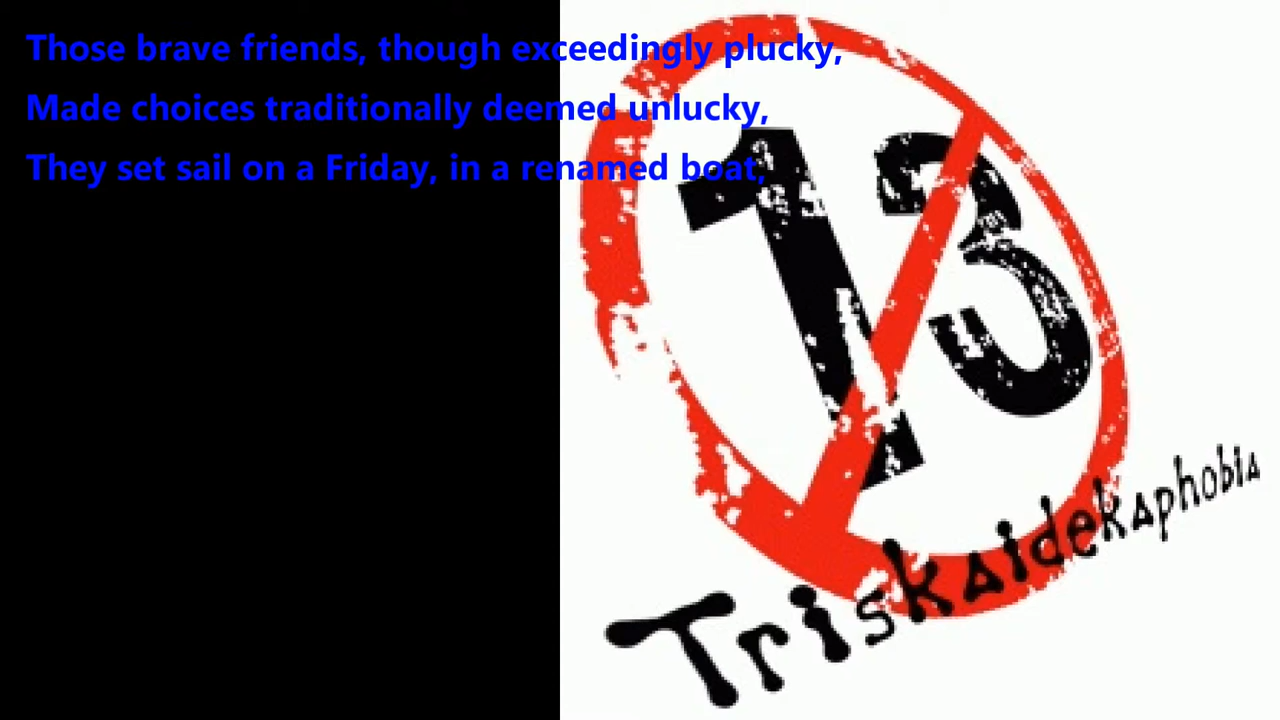 Those brave friends, though exceedingly plucky,
Made choices traditionally deemed unlucky,
They set sail on a Friday, in a renamed boat,
13
Triskaidekaphobia